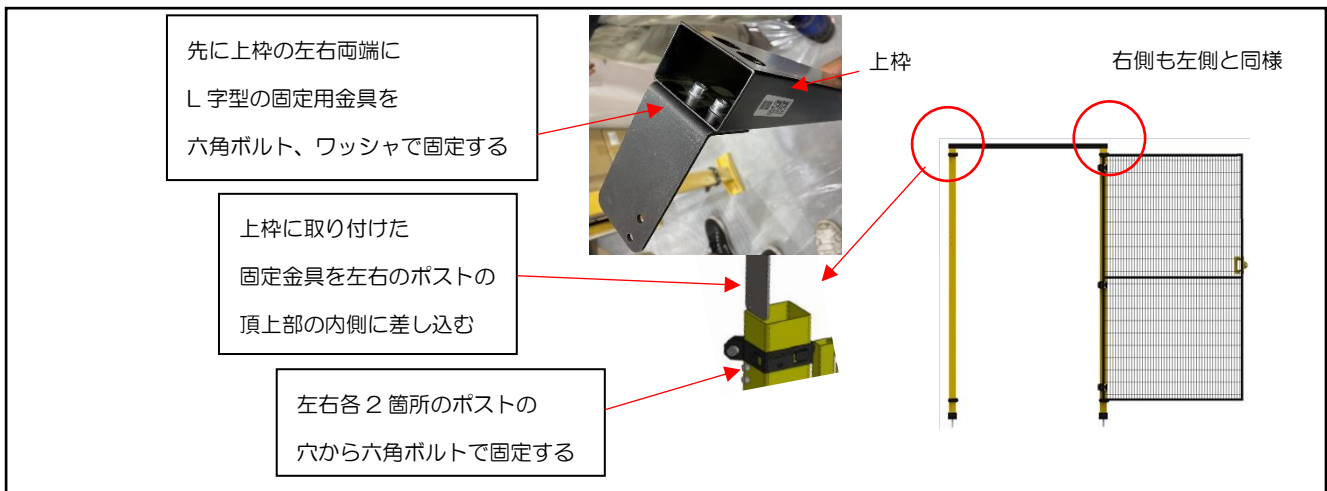 先に上枠の左右両端に
L 字型の固定用金具を
六角ボルト、ワッシャで固定する
上枠
右側も左側と同様
上枠に取り付けた
固定金具を左右のポストの
頂上部の内側に差し込む
左右各 2 箇所のポストの
穴から六角ボルトで固定する